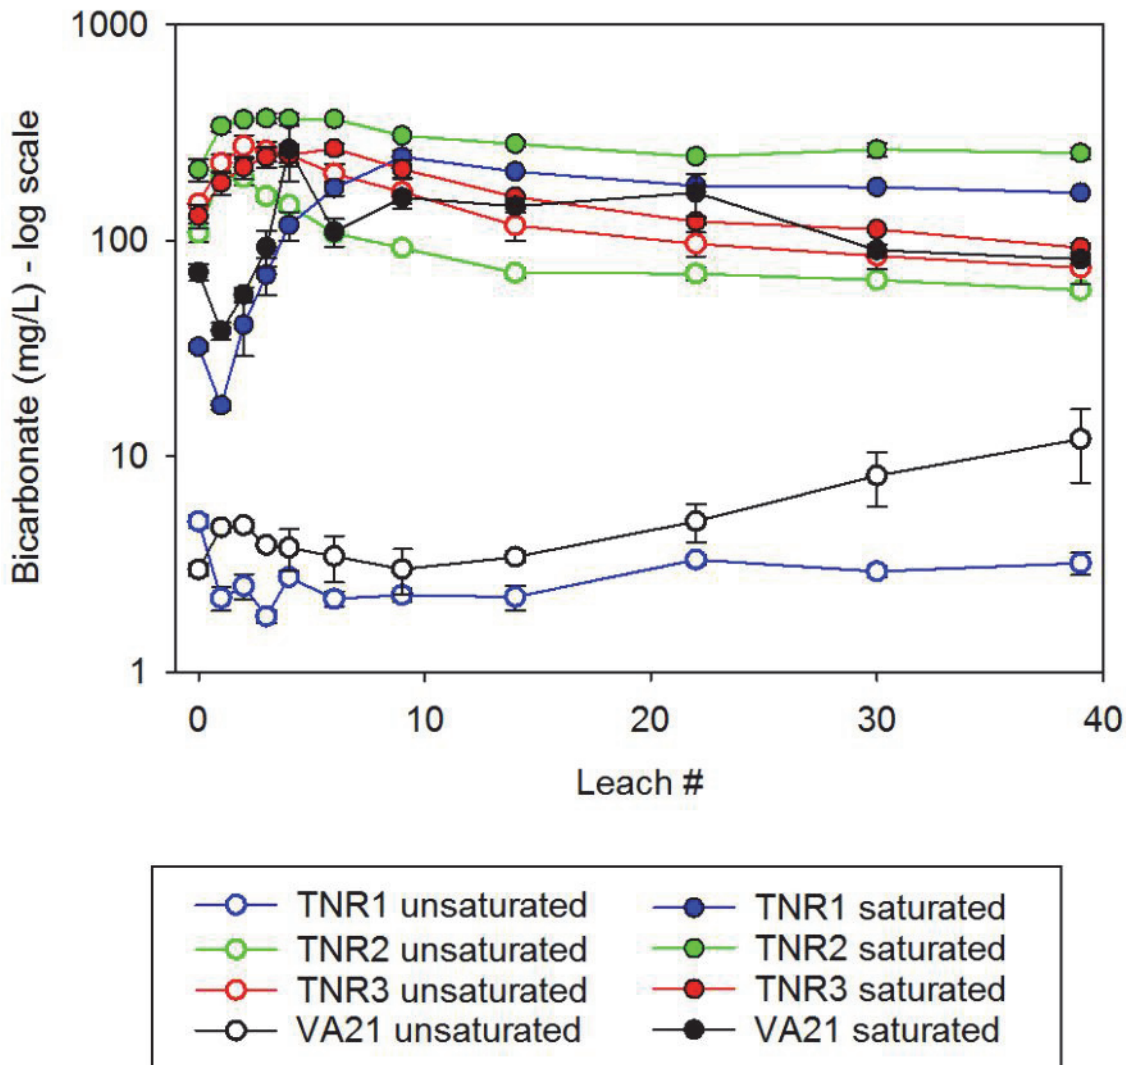 1000
100
10
1
Bicarbonate (mg/L) - log scale
0 10 20 30 40
Leach #
TNR1 unsaturated TNR1 saturated
TNR2 unsaturated TNR2 saturated
TNR3 unsaturated TNR3 saturated
VA21 unsaturated VA21 saturated